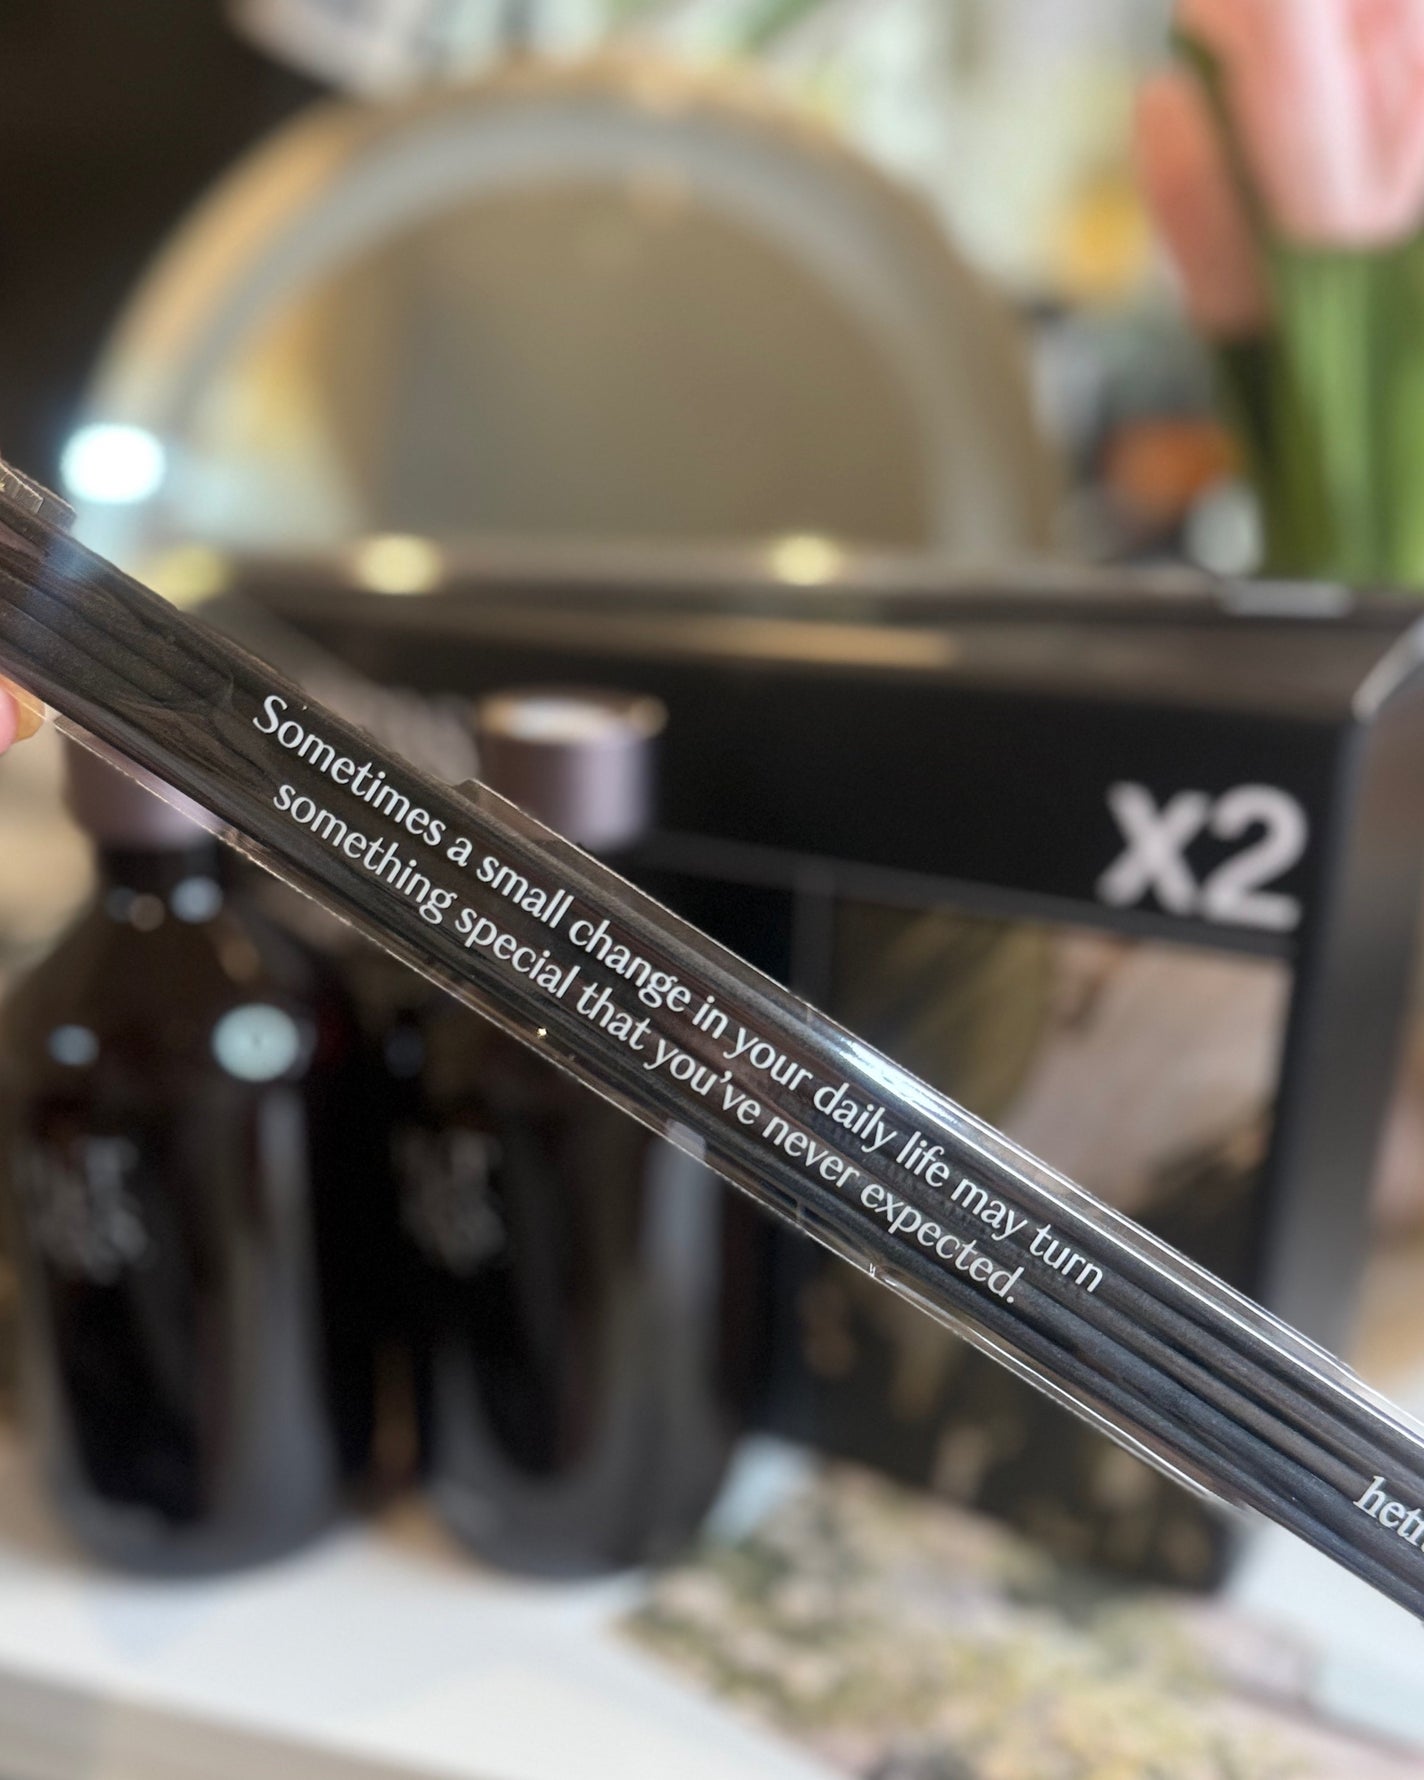 Sometimes a small change in your daily life may turn
something special that you've never expected.
x2